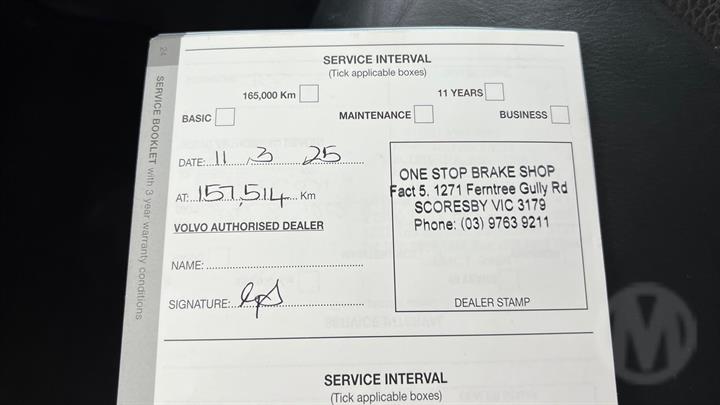 24
SERVICE BOOKLET with 3 year warranty conditions
SERVICE INTERVAL
(Tick applicable boxes)
165,000 Km 11 YEARS
BASIC MAINTENANCE BUSINESS
DATE: 11 . 3 . 25
AT: 157,514 Km
VOLVO AUTHORISED DEALER
NAME:
SIGNATURE:
ONE STOP BRAKE SHOP
Fact 5. 1271 Ferntree Gully Rd
SCORESBY VIC 3179
Phone: (03) 9763 9211
DEALER STAMP
SERVICE INTERVAL
(Tick applicable boxes)
M